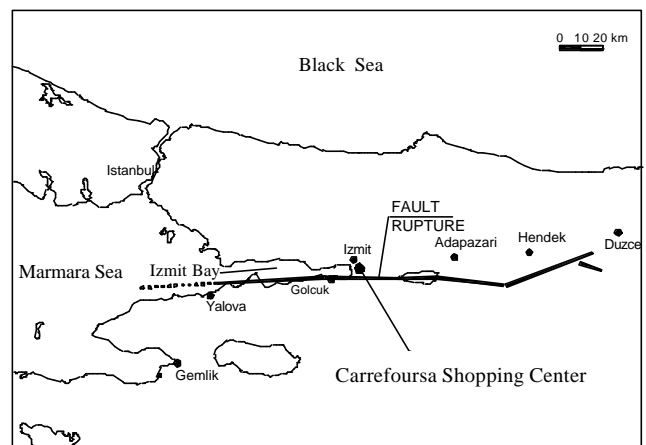 0 10 20 km
Black Sea
Istanbul
FAULT
RUPTURE
Izmit
Adapazari
Hendek
Duzce
Marmara Sea
Izmit Bay
Golcuk
Yalova
Gemlik
Carrefoursa Shopping Center